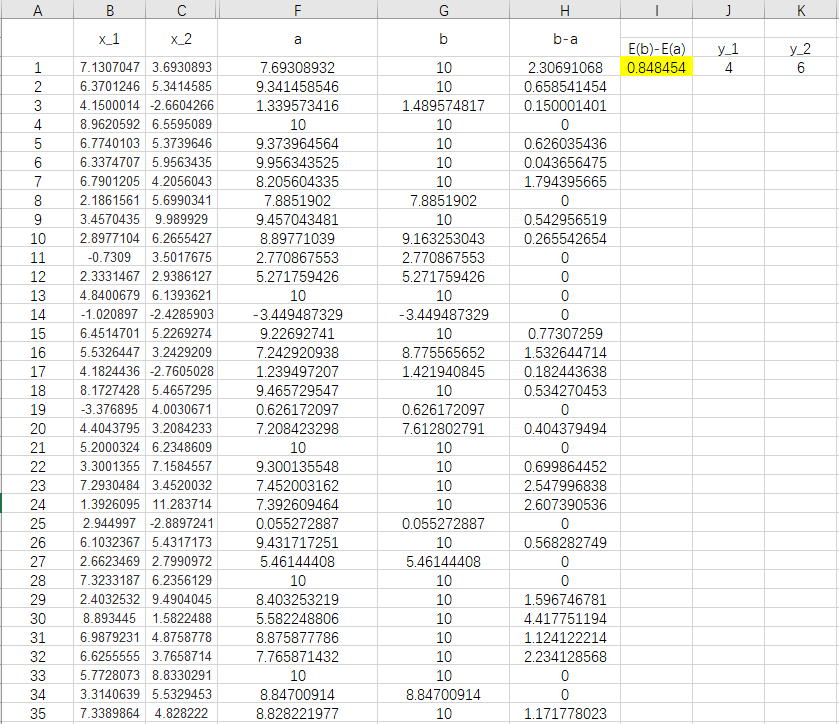 A B C F G H I J K
x_1 x_2 a b b-a E(b)-E(a) y_1 y_2
1 7.1307047 3.6930893 7.69308932 10 2.30691068 0.848454 4 6
2 6.3701246 5.3414585 9.341458546 10 0.658541454
3 4.1500014 -2.6604266 1.339573416 1.489574817 0.150001401
4 8.9620592 6.5595089 10 10 0
5 6.7740103 5.3739646 9.373964564 10 0.626035436
6 6.3374707 5.9563435 9.956343525 10 0.043656475
7 6.7901205 4.2056043 8.205604335 10 1.794395665
8 2.1861561 5.6990341 7.8851902 7.8851902 0
9 3.4570435 9.989929 9.457043481 10 0.542956519
10 2.8977104 6.2655427 8.89771039 9.163253043 0.265542654
11 -0.7309 3.5017675 2.770867553 2.770867553 0
12 2.3331467 2.9386127 5.271759426 5.271759426 0
13 4.8400679 6.1393621 10 10 0
14 -1.020897 -2.4285903 -3.449487329 -3.449487329 0
15 6.4514701 5.2269274 9.22692741 10 0.77307259
16 5.5326447 3.2429209 7.242920938 8.775565652 1.532644714
17 4.1824436 -2.7605028 1.239497207 1.421940845 0.182443638
18 8.1727428 5.4657295 9.465729547 10 0.534270453
19 -3.376895 4.0030671 0.626172097 0.626172097 0
20 4.4043795 3.2084233 7.208423298 7.612802791 0.404379494
21 5.2000324 6.2348609 10 10 0
22 3.3001355 7.1584557 9.300135548 10 0.699864452
23 7.2930484 3.4520032 7.452003162 10 2.547996838
24 1.3926095 11.283714 7.392609464 10 2.607390536
25 2.944997 -2.8897241 0.055272887 0.055272887 0
26 6.1032367 5.4317173 9.431717251 10 0.568282749
27 2.6623469 2.7990972 5.46144408 5.46144408 0
28 7.3233187 6.2356129 10 10 0
29 2.4032532 9.4904045 8.403253219 10 1.596746781
30 8.893445 1.5822488 5.582248806 10 4.417751194
31 6.9879231 4.8758778 8.875877786 10 1.124122214
32 6.6255555 3.7658714 7.765871432 10 2.234128568
33 5.7728073 8.8330291 10 10 0
34 3.3140639 5.5329453 8.84700914 8.84700914 0
35 7.3389864 4.828222 8.828221977 10 1.171778023